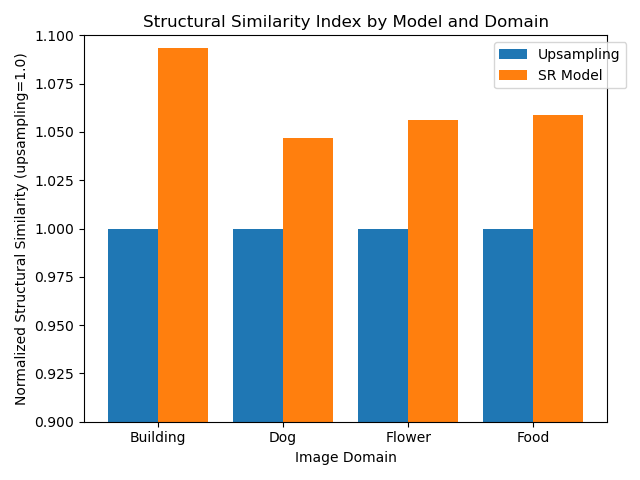 Structural Similarity Index by Model and Domain
Upsampling
SR Model
Normalized Structural Similarity (upsampling=1.0)
1.100
1.075
1.050
1.025
1.000
0.975
0.950
0.925
0.900
Building Dog Flower Food
Image Domain